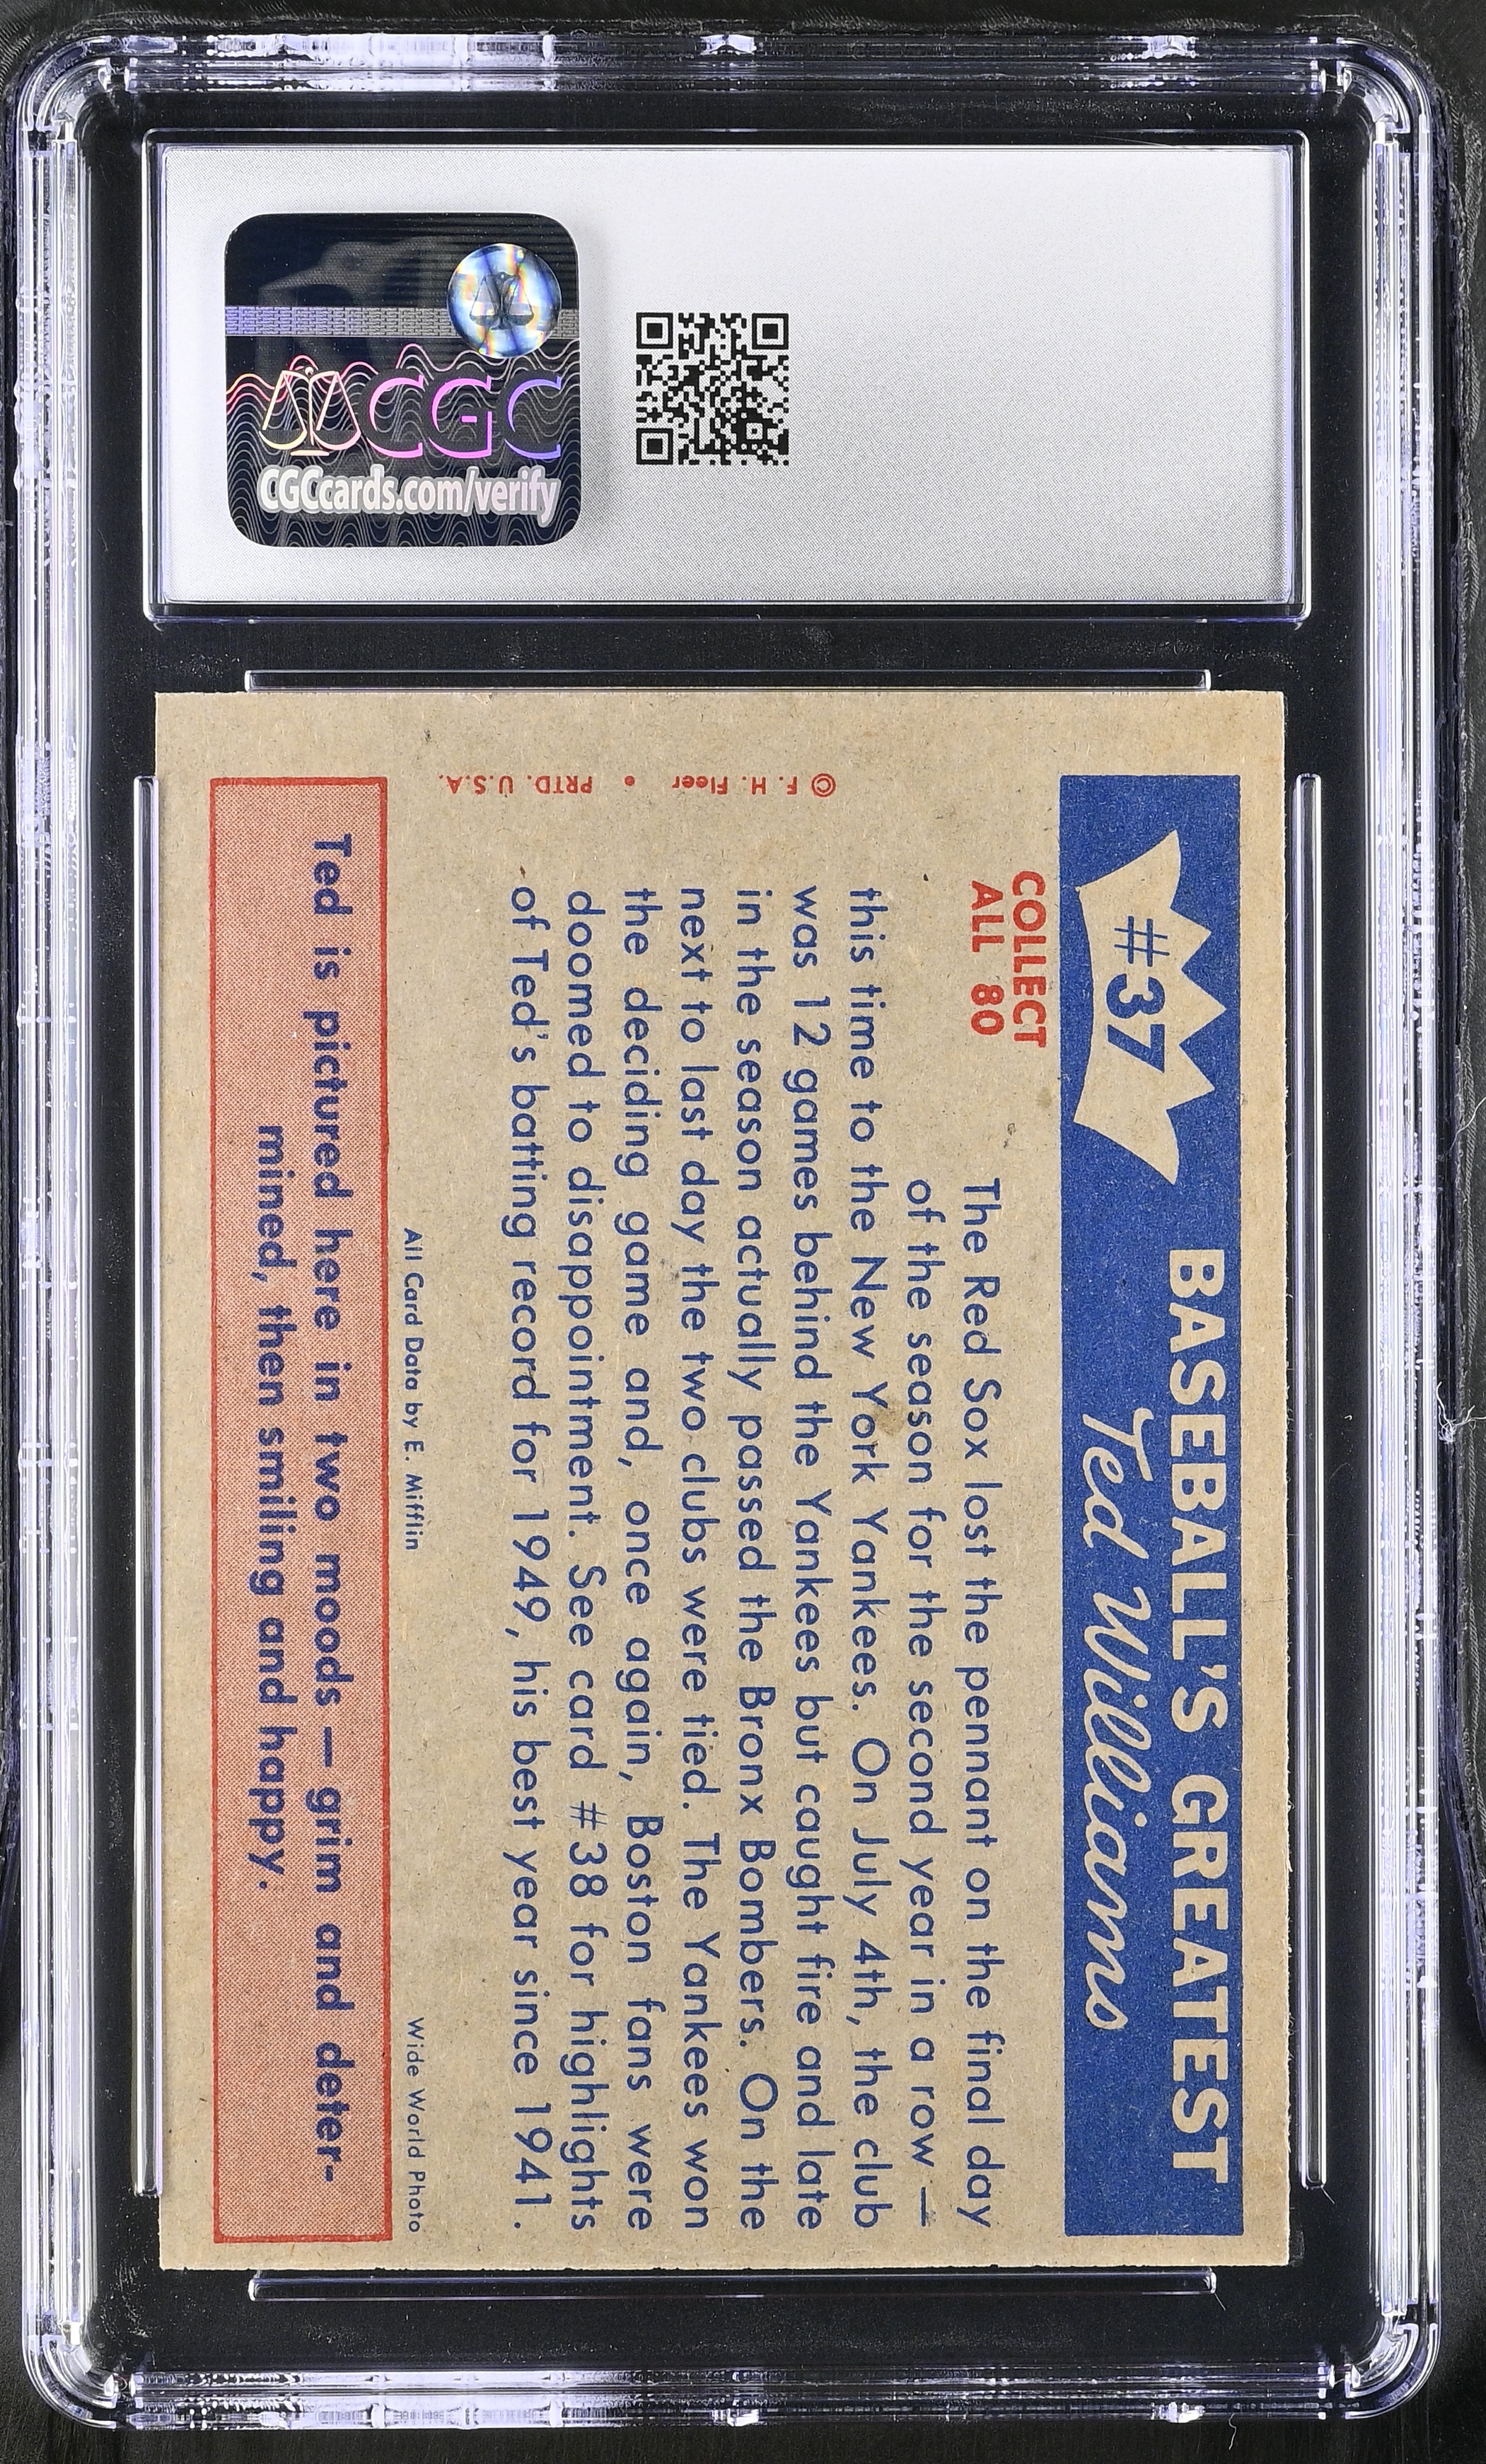 CGC
CGCcards.com/verify
#37
BASEBALL'S GREATEST
Ted Williams
COLLECT
ALL 80
The Red Sox lost the pennant on the final day
of the season for the second year in a row —
this time to the New York Yankees. On July 4th, the club
was 12 games behind the Yankees but caught fire and late
in the season actually passed the Bronx Bombers. On the
next to last day the two clubs were tied. The Yankees won
the deciding game and, once again, Boston fans were
doomed to disappointment. See card #38 for highlights
of Ted's batting record for 1949, his best year since 1941.
© F. H. Fleer • PRTD. U.S.A.
All Card Data by E. Mifflin
Wide World Photo
Ted is pictured here in two moods — grim and deter-
mined, then smiling and happy.